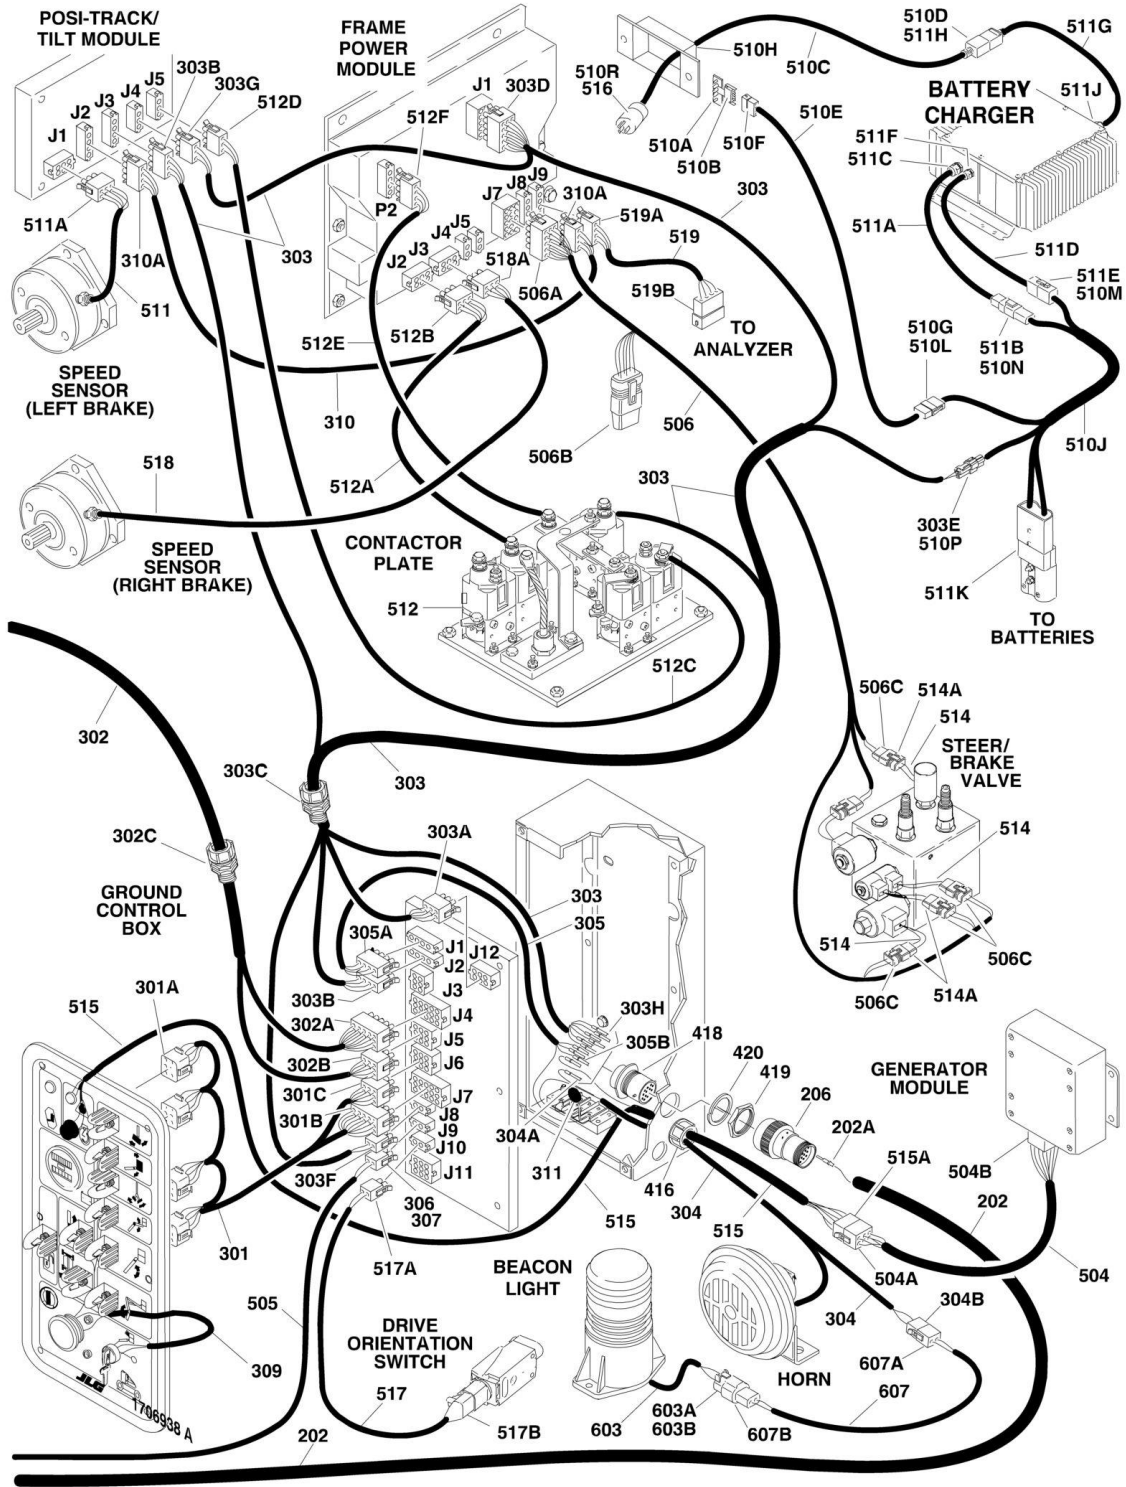 POSI-TRACK/
TILT MODULE
303B
303G
512D
J5
J4
J3
J2
J1
511A
310A
303
511
SPEED
SENSOR
(LEFT BRAKE)
FRAME
POWER
MODULE
J1
303D
512F
P2
J9
J8
J7
310A
519A
J5
J4
J3
J2
518A
506A
519
519B
TO
ANALYZER
512E
512B
310
506B
506
510D
511H
511G
510H
510C
510R
516
510A
510B
510F
510E
BATTERY
CHARGER
511J
511F
511C
303
511A
511D
511E
510M
510G
510L
511B
510N
510J
518
SPEED
SENSOR
(RIGHT BRAKE)
512A
303
303E
510P
CONTACTOR
PLATE
512
511K
TO
BATTERIES
512C
302
303C
303
506C
514A
514
STEER/
BRAKE
VALVE
302C
GROUND
CONTROL
BOX
303A
514
305A
303
305
J1
J12
J2
J3
J4
J5
J6
J7
J8
J9
J10
J11
514
506C
506C
514A
301A
515
303B
302A
302B
301C
301B
303F
306
307
303H
305B
418
420
419
206
202A
304A
311
416
304
515
515
515A
GENERATOR
MODULE
504B
202
301
517A
BEACON
LIGHT
504A
504
304
304B
505
DRIVE
ORIENTATION
SWITCH
309
607A
HORN
607
JLG
1706938 A
517
202
517B
603
603A
603B
607B